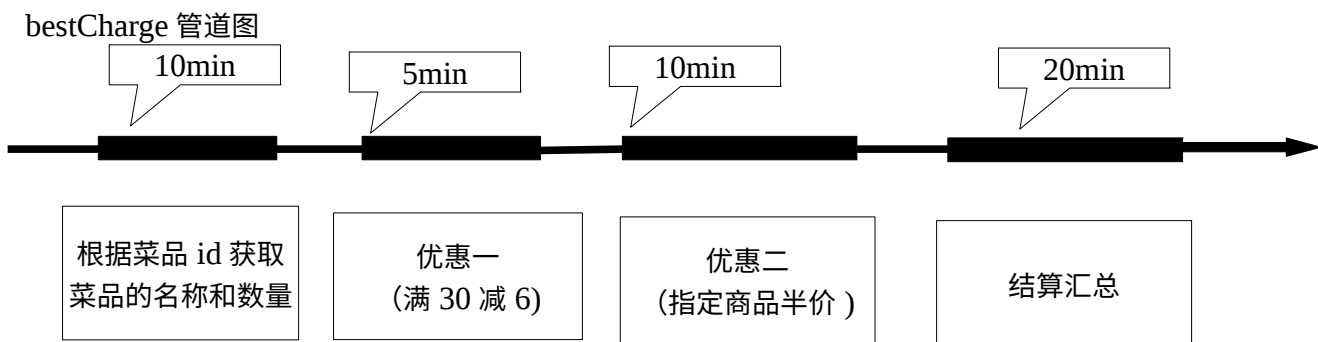 bestCharge 管道图
10min
5min
10min
20min
根据菜品 id 获取
菜品的名称和数量
优惠一
（满 30 减 6)
优惠二
（指定商品半价 )
结算汇总